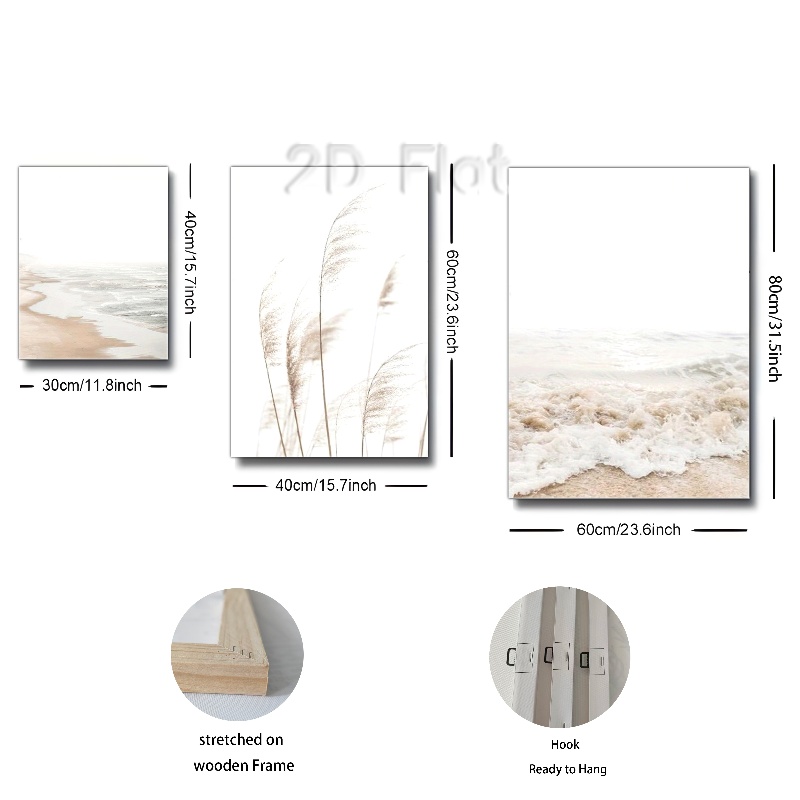 2D Flat
40cm/15.7inch
30cm/11.8inch
60cm/23.6inch
40cm/15.7inch
80cm/31.5inch
60cm/23.6inch
stretched on
wooden Frame
Hook
Ready to Hang